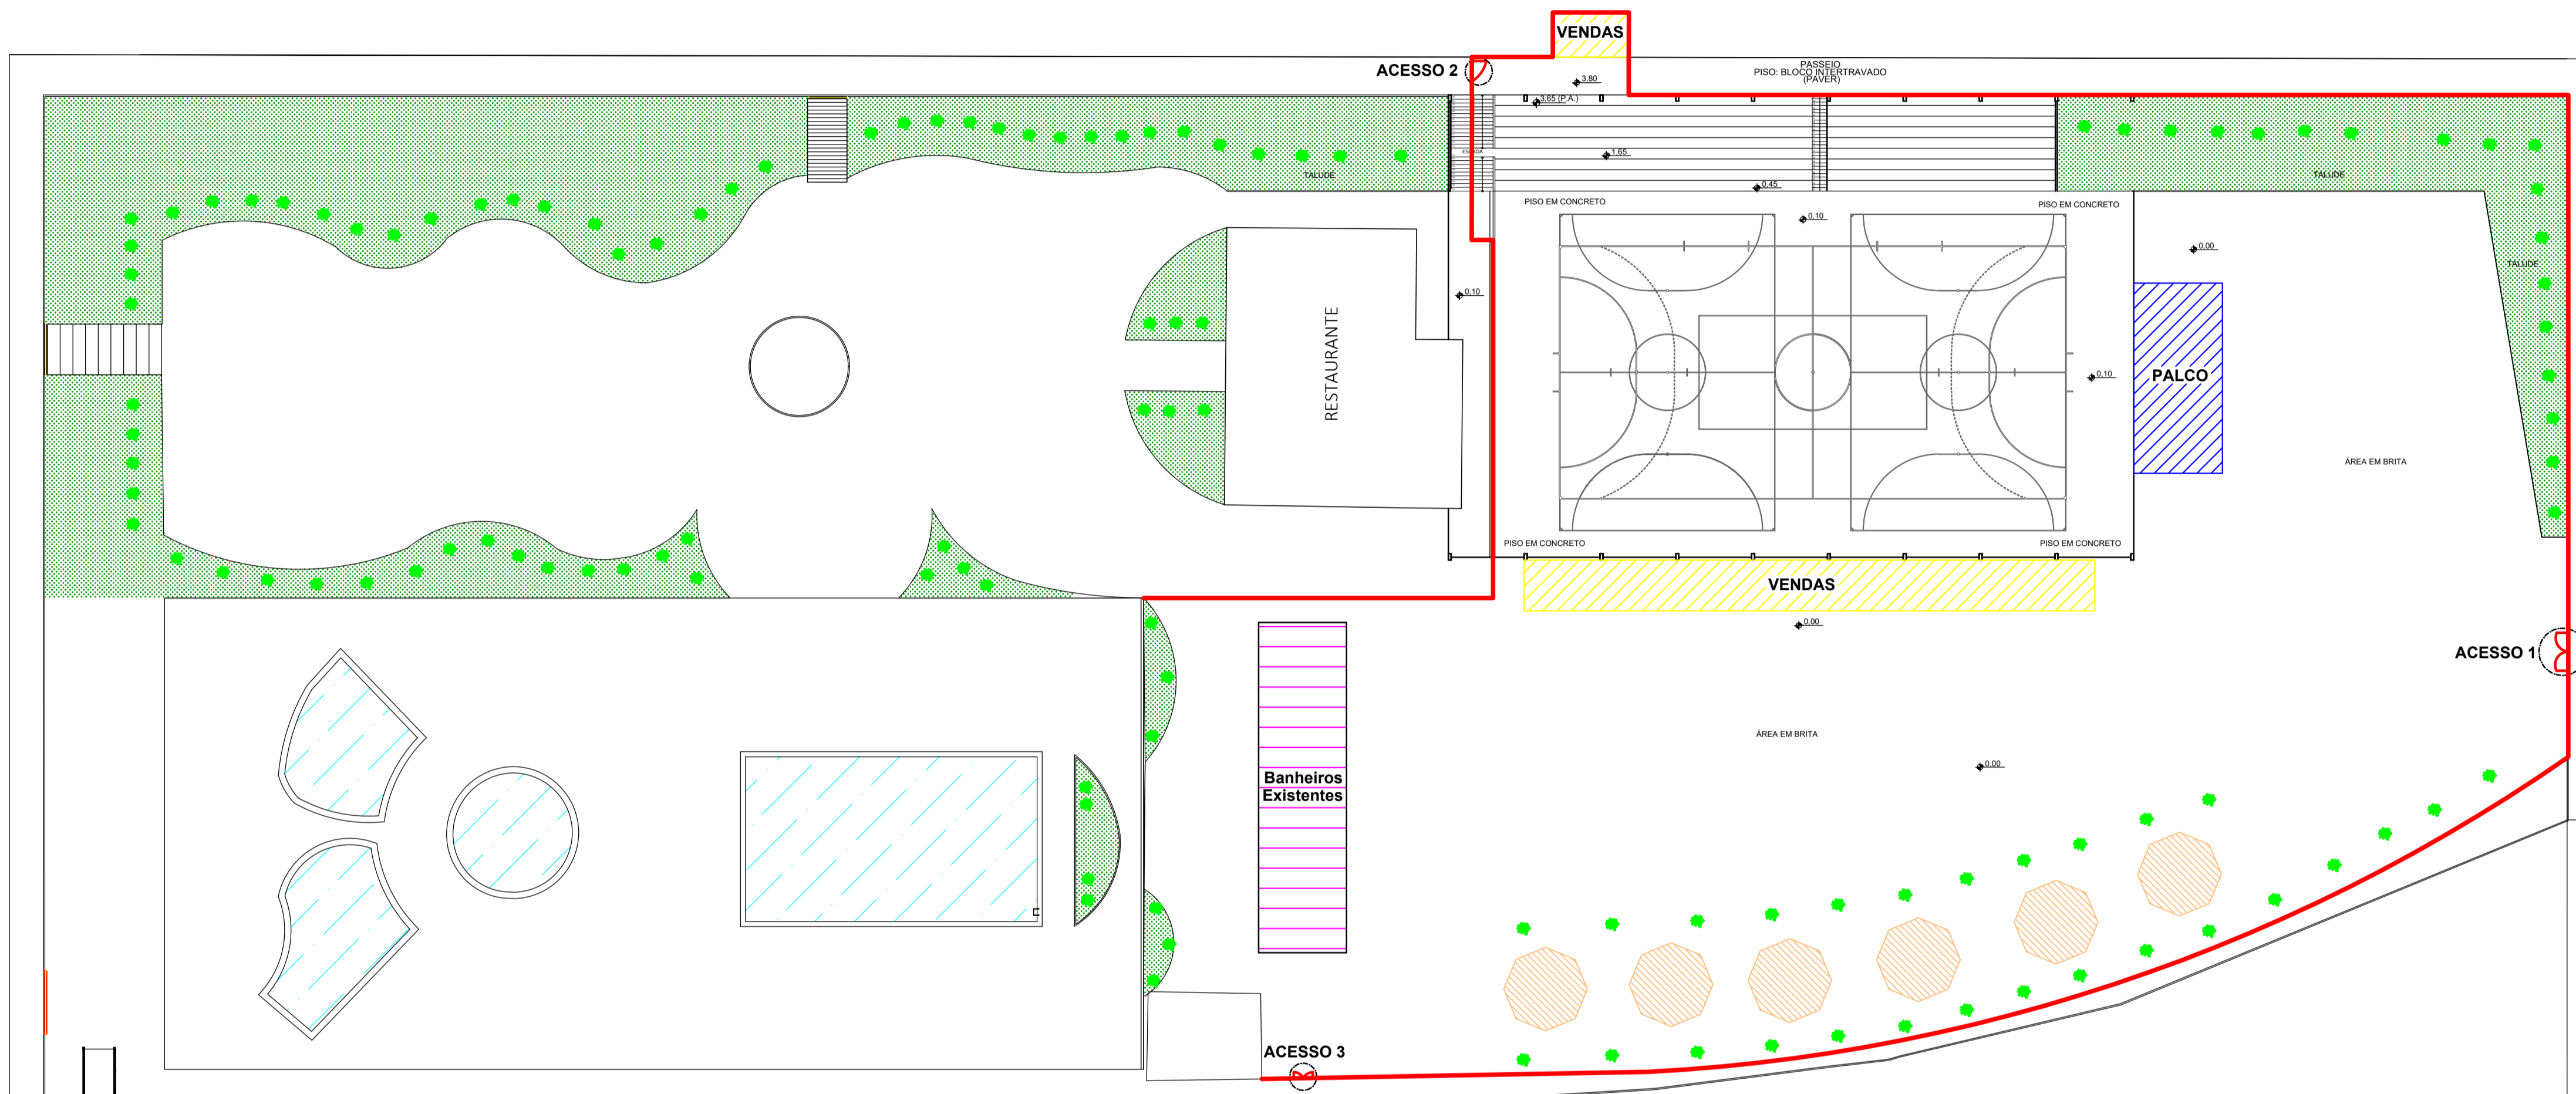 VENDAS
ACESSO 2
PASSEIO
PISO: BLOCO INTERTRAVADO
(PAVER)
3.80
3.65 (P.A.)
ESCADA
1.65
TALUDE
TALUDE
0.45
PISO EM CONCRETO
0.10
PISO EM CONCRETO
0.00
TALUDE
0.10
RESTAURANTE
0.10
PALCO
ÁREA EM BRITA
PISO EM CONCRETO
PISO EM CONCRETO
VENDAS
0.00
ACESSO 1
ÁREA EM BRITA
0.00
Banheiros
Existentes
ACESSO 3